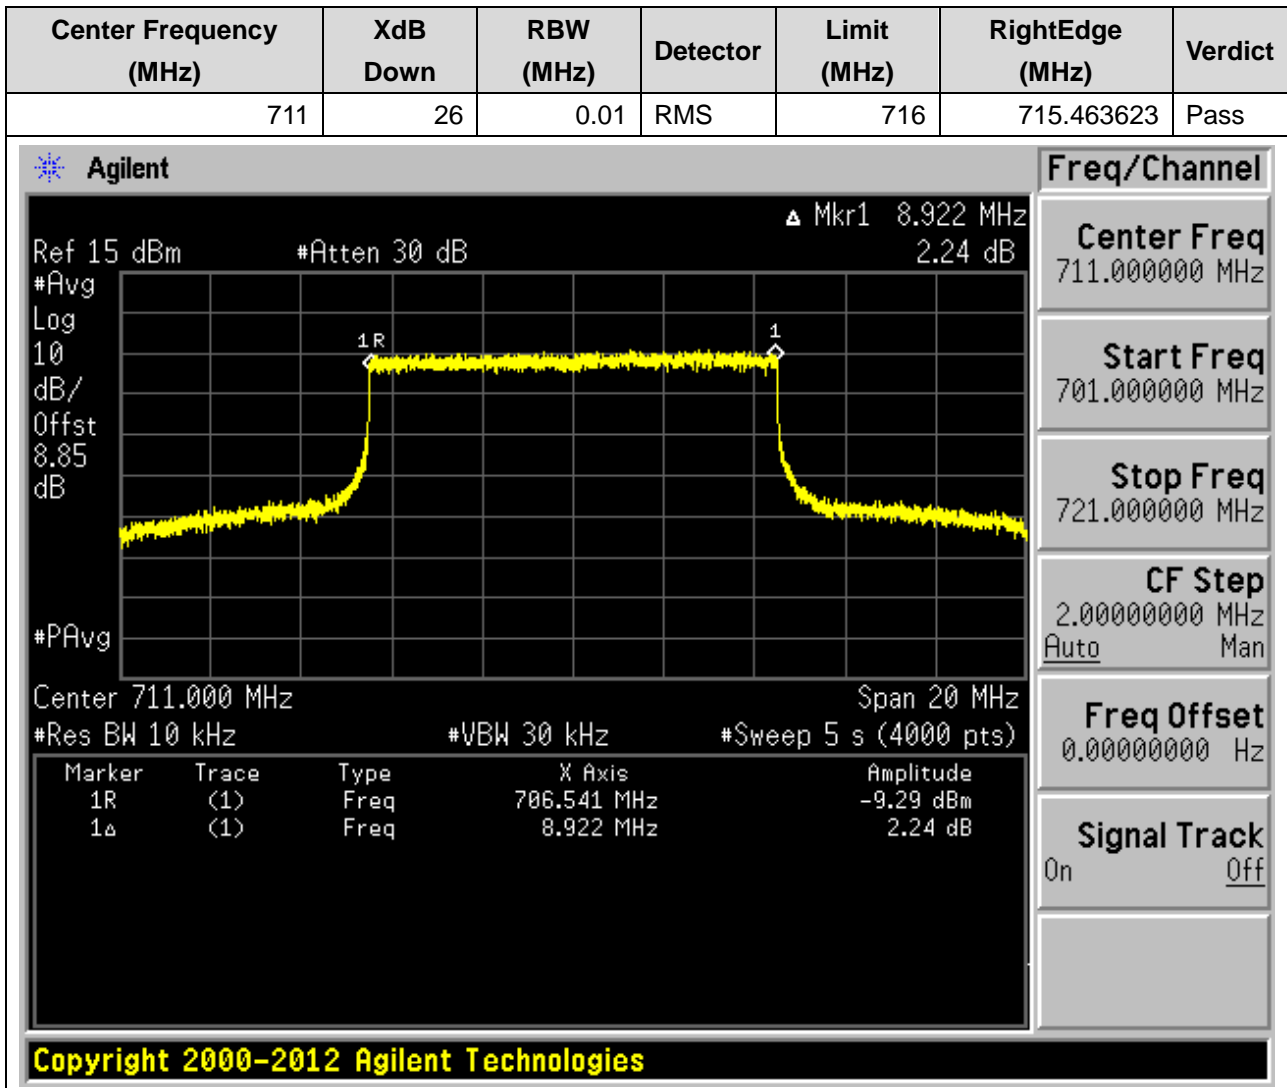 Center Frequency (MHz) XdB Down RBW (MHz) Detector Limit (MHz) RightEdge (MHz) Verdict
711 26 0.01 RMS 716 715.463623 Pass
Agilent
Freq/Channel
Δ Mkr1 8.922 MHz
Ref 15 dBm #Atten 30 dB 2.24 dB
#Avg
Log
10
dB/
Offst
8.85
dB
1R
1
#PAvg
Center 711.000 MHz Span 20 MHz
#Res BW 10 kHz #VBW 30 kHz #Sweep 5 s (4000 pts)
Marker Trace Type X Axis Amplitude
1R (1) Freq 706.541 MHz -9.29 dBm
1Δ (1) Freq 8.922 MHz 2.24 dB
Center Freq
711.000000 MHz
Start Freq
701.000000 MHz
Stop Freq
721.000000 MHz
CF Step
2.00000000 MHz
Auto Man
Freq Offset
0.00000000 Hz
Signal Track
On Off
Copyright 2000-2012 Agilent Technologies